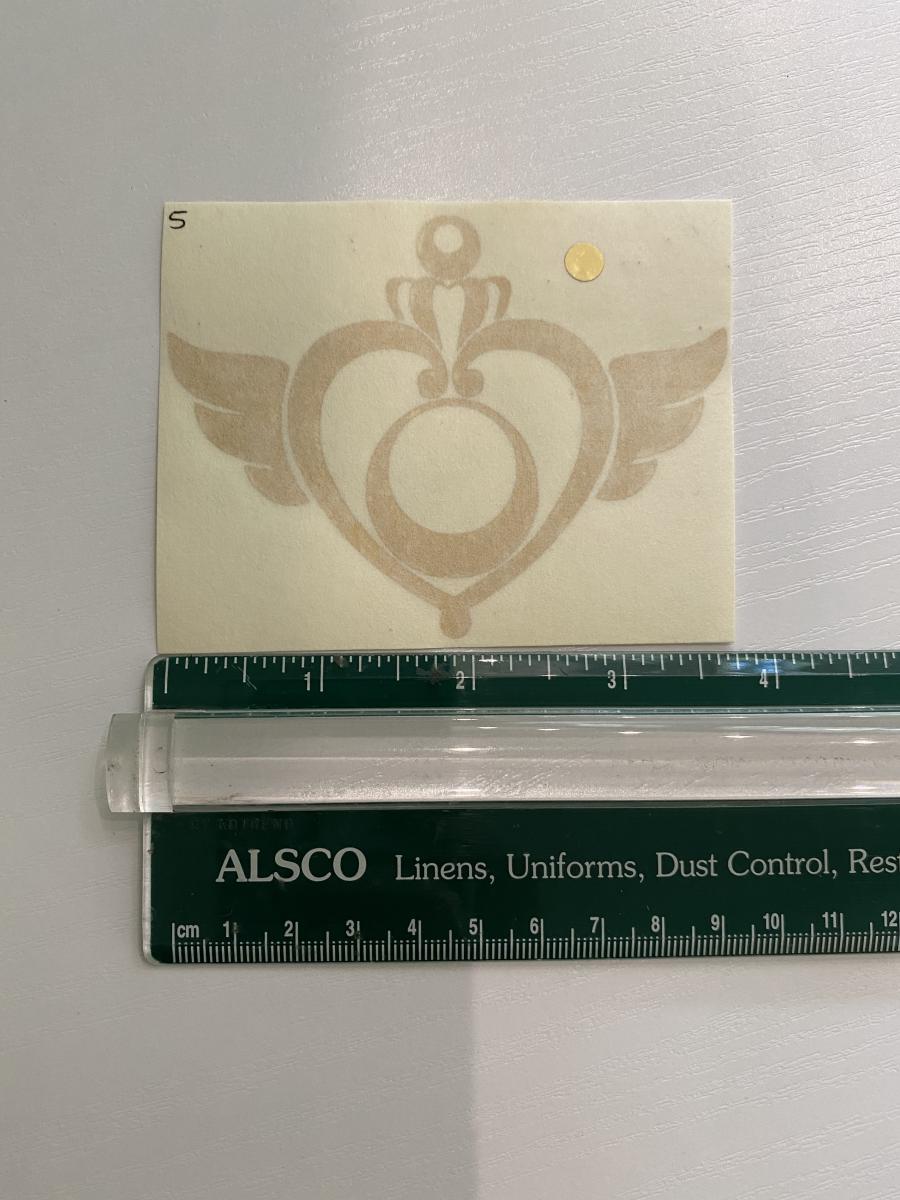 S
1 2 3 4
ALSCO Linens, Uniforms, Dust Control, Rest
cm 1 2 3 4 5 6 7 8 9 10 11 12